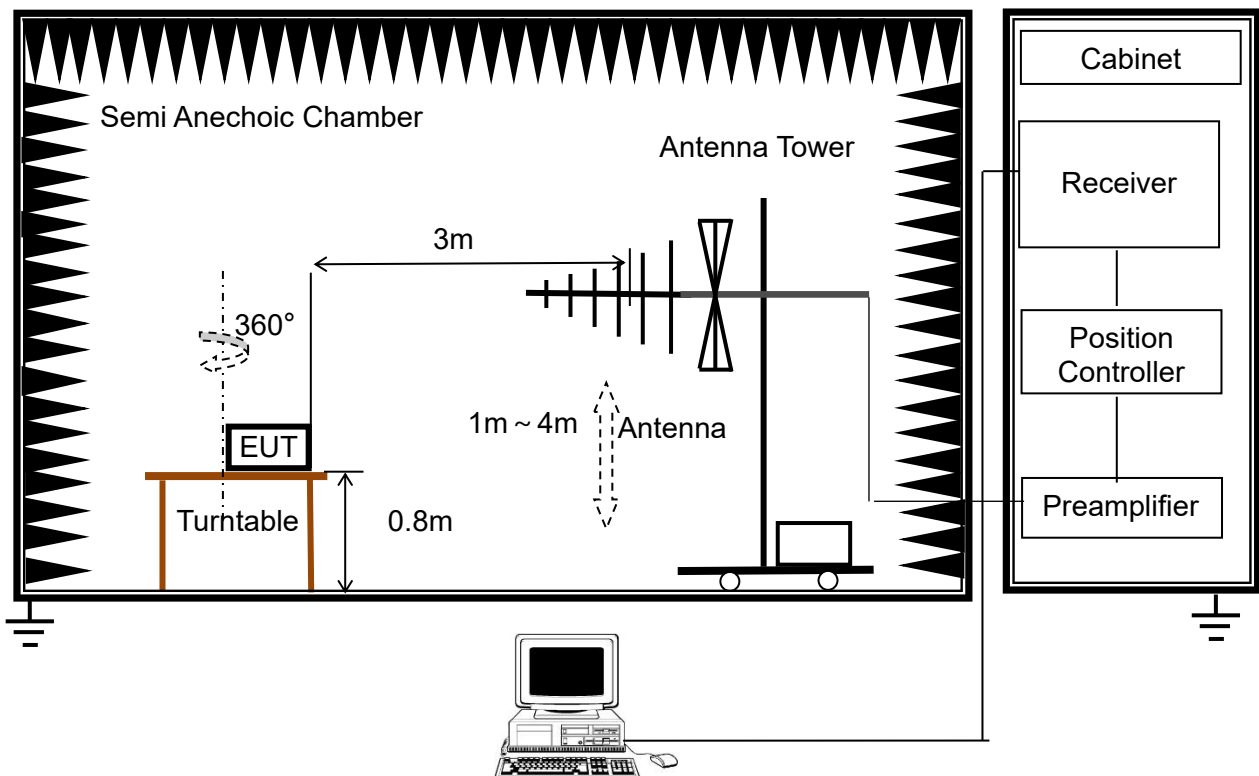 Cabinet
Semi Anechoic Chamber
Antenna Tower
Receiver
3m
360°
Position
Controller
1m ~ 4m
Antenna
EUT
Turntable
0.8m
Preamplifier